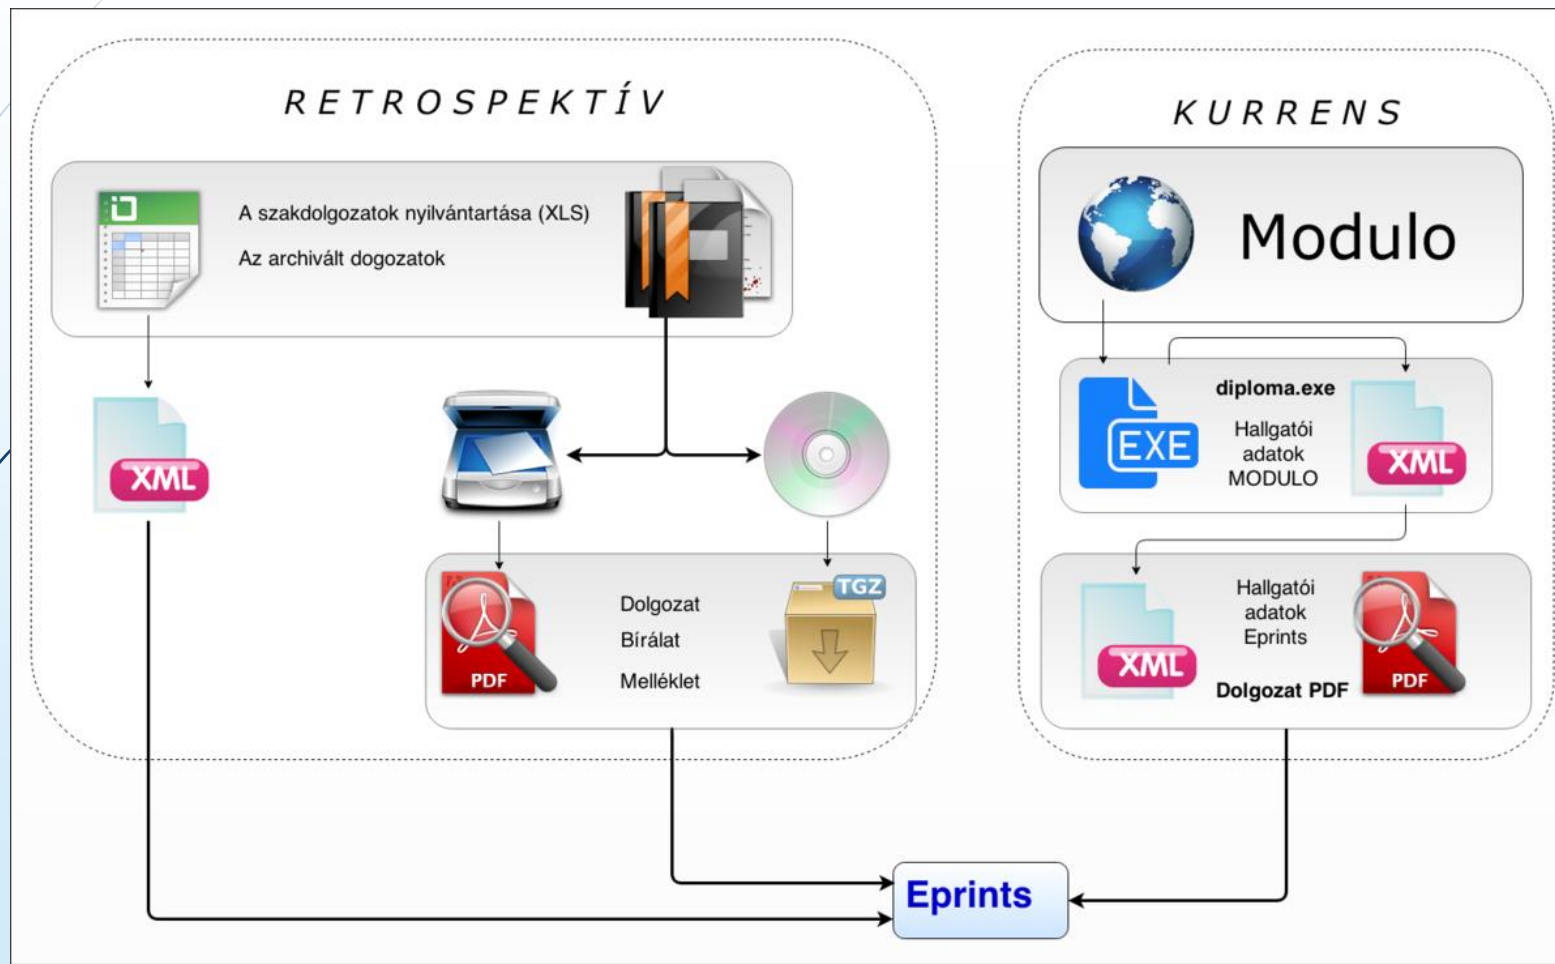 RETROSPEKTÍV
A szakdolgozatok nyilvántartása (XLS)
Az archivált dogozatok
XML
PDF
Dolgozat
Bírálat
Melléklet
TGZ
KURRENS
Modulo
EXE
diploma.exe
Hallgatói
adatok
MODULO
XML
XML
Hallgatói
adatok
Eprints
Dolgozat PDF
PDF
Eprints